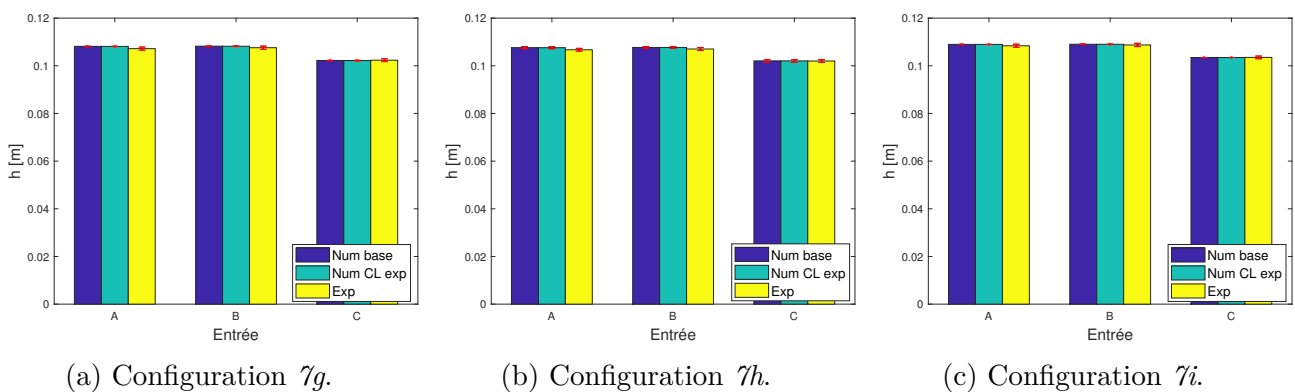 0.12
0.1
0.08
0.06
0.04
0.02
0
h [m]
A
B
C
Entrée
Num base
Num CL exp
Exp
(a) Configuration 7g.
0.12
0.1
0.08
0.06
0.04
0.02
0
h [m]
A
B
C
Entrée
Num base
Num CL exp
Exp
(b) Configuration 7h.
0.12
0.1
0.08
0.06
0.04
0.02
0
h [m]
A
B
C
Entrée
Num base
Num CL exp
Exp
(c) Configuration 7i.